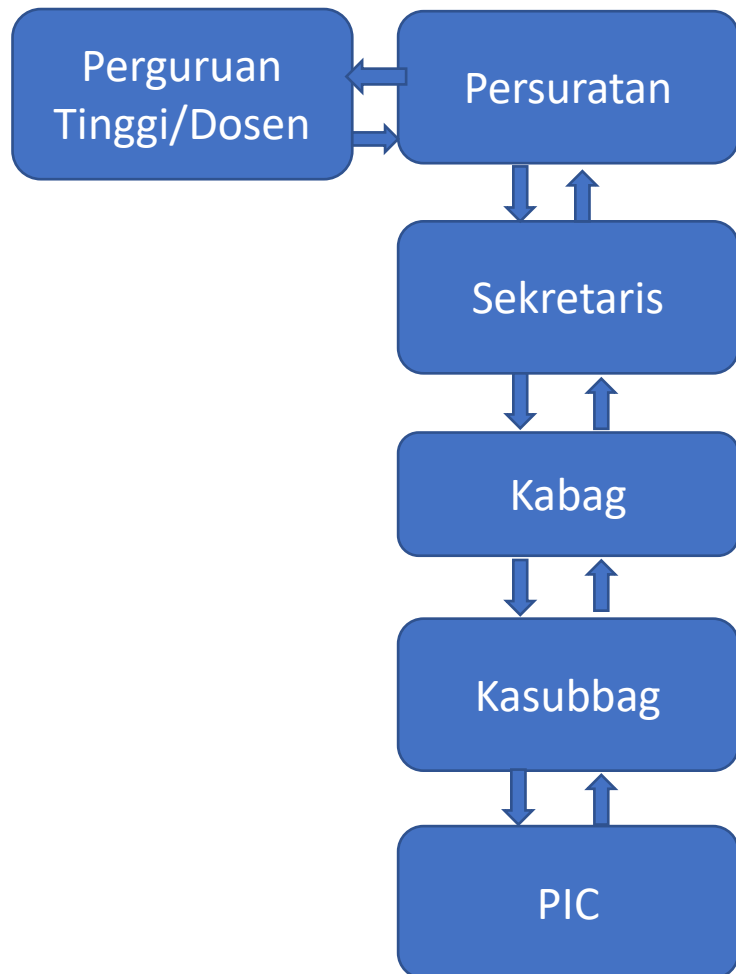 Perguruan
Tinggi/Dosen
Persuratan
Sekretaris
Kabag
Kasubbag
PIC